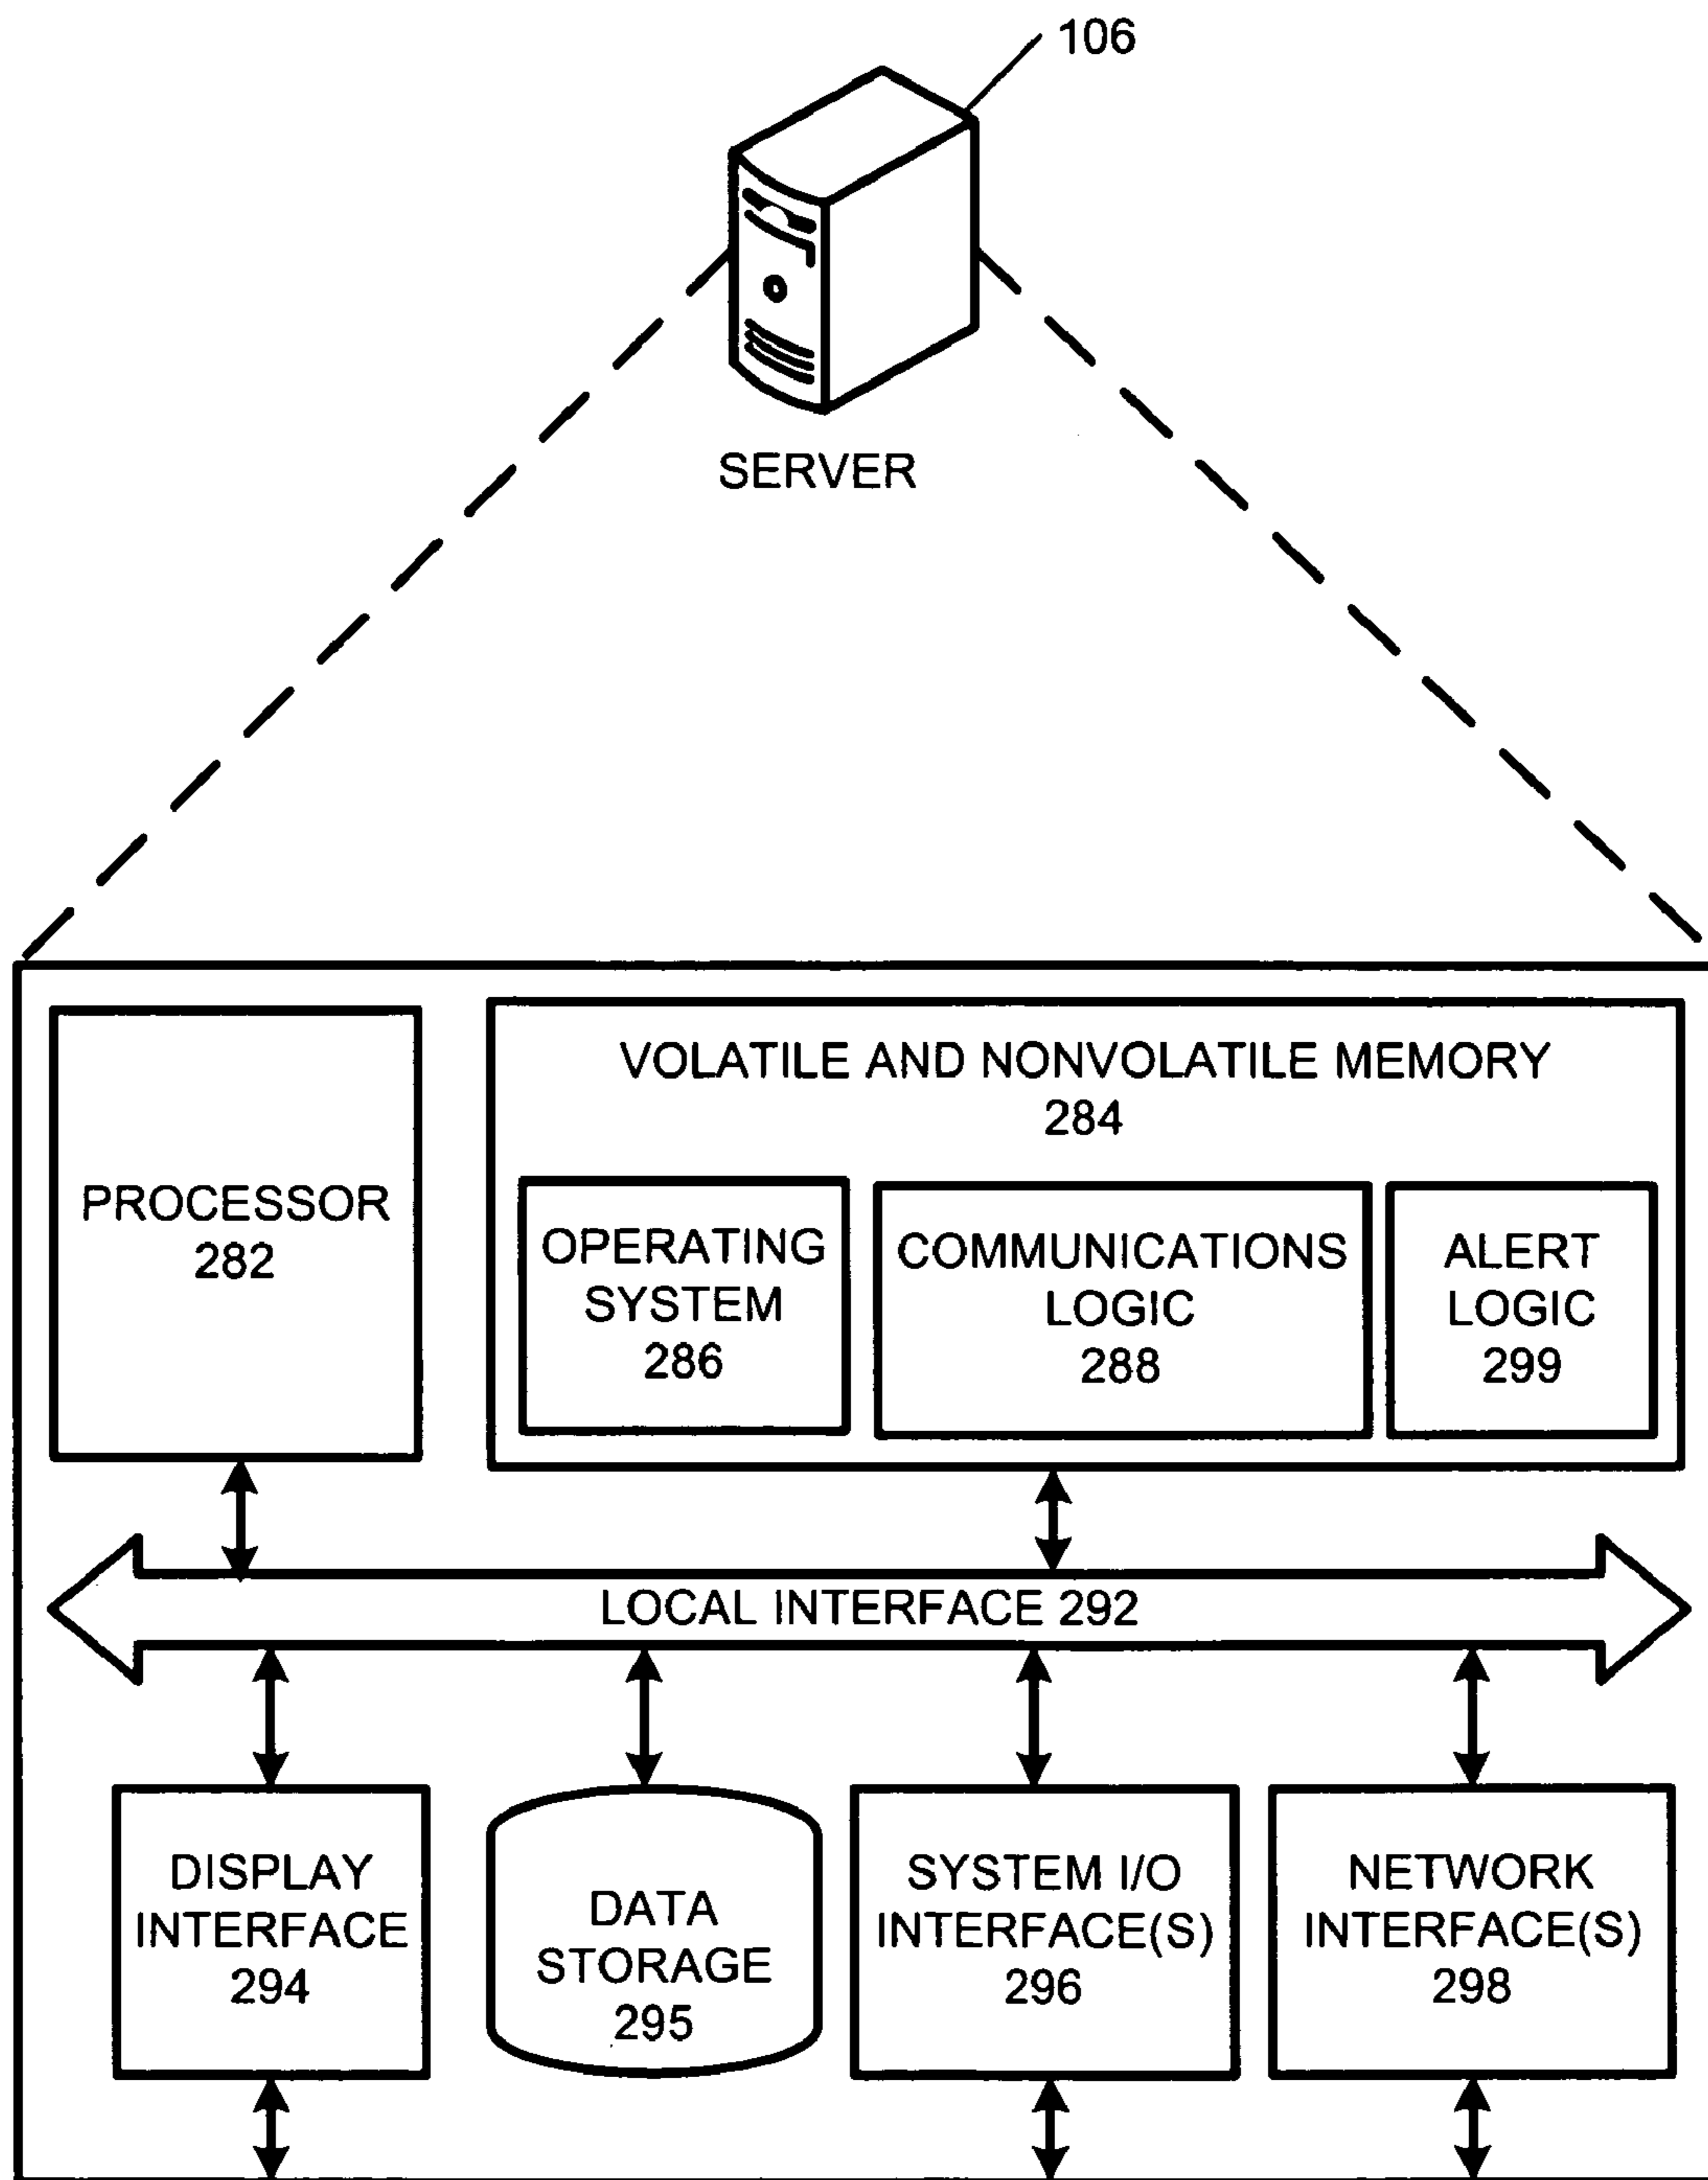 106
SERVER
VOLATILE AND NONVOLATILE MEMORY
284
PROCESSOR
282
OPERATING
SYSTEM
286
COMMUNICATIONS
LOGIC
288
ALERT
LOGIC
299
LOCAL INTERFACE 292
DISPLAY
INTERFACE
294
DATA
STORAGE
295
SYSTEM I/O
INTERFACE(S)
296
NETWORK
INTERFACE(S)
298